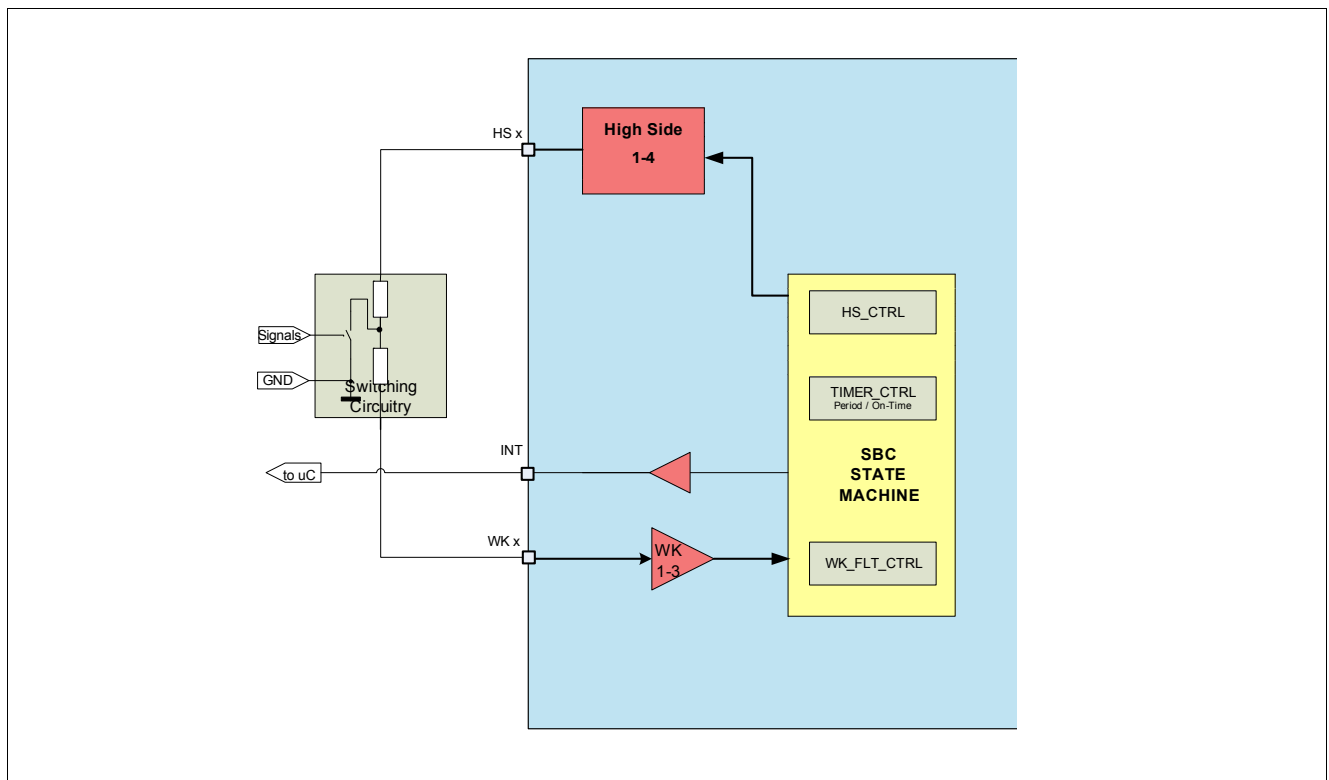 High Side
1-4
HS x
HS_CTRL
Signals
TIMER_CTRL
Period / On-Time
GND
Switching
Circuitry
INT
SBC
STATE
MACHINE
to uC
WK x
WK
1-3
WK_FLT_CTRL